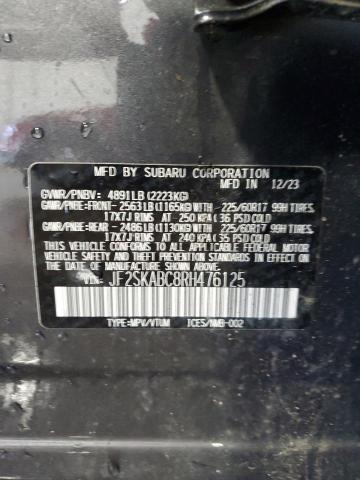 MFD BY SUBARU CORPORATION
MFD IN 12/23
GVWR/PNBV: 4891LB(2223KG)
GAWR/PNBE:FRONT-2563LB(1165KG)WITH 225/60R17 99H TIRES.
17X7J RIMS AT 250 KPA(36 PSI)COLD
GAWR/PNBE:REAR -2486LB(1130KG)WITH 225/60R17 99H TIRES.
17X7J RIMS AT 240 KPA(35 PSI)COLD
THIS VEHICLE CONFORMS TO ALL APPLICABLE FEDERAL MOTOR
VEHICLE SAFETY AND THEFT PREVENTION STANDARDS IN EFFECT
ON THE DATE OF MANUFACTURE SHOWN ABOVE.
VIN: JF2SKABC8RH476125
TYPE:MPV/VTUM ICES/NMB-002